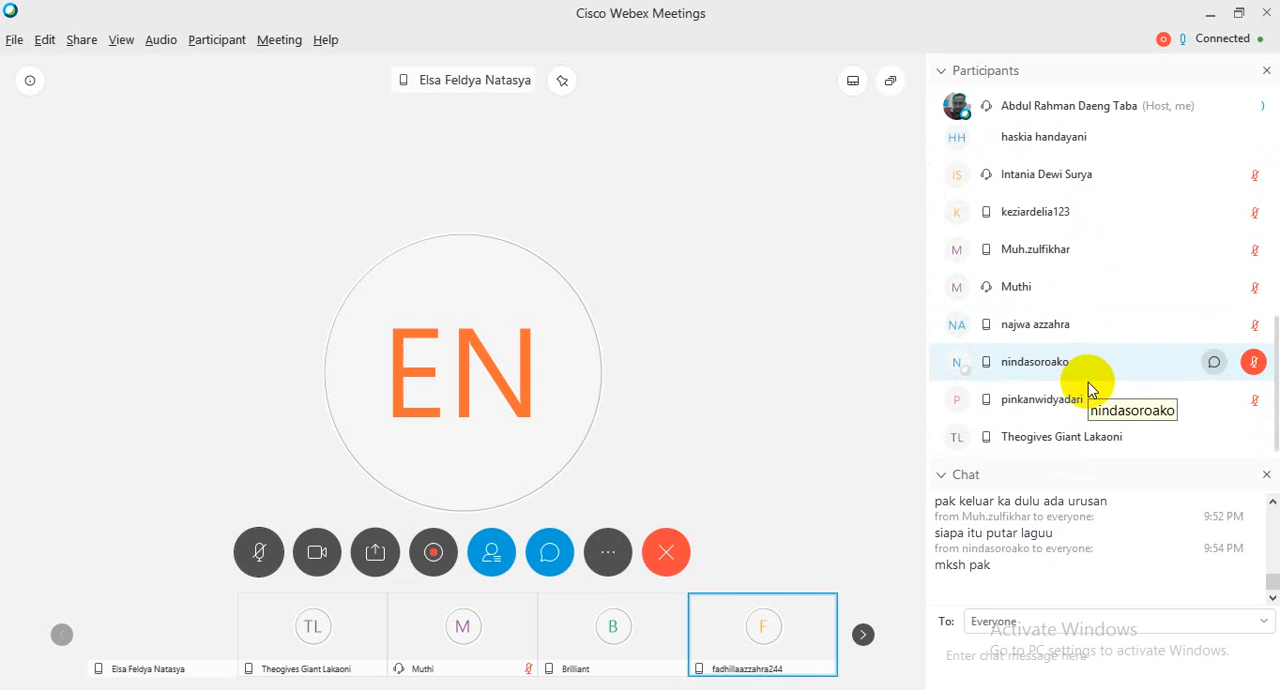 Cisco Webex Meetings
File Edit Share View Audio Participant Meeting Help
Connected
Elsa Feldya Natasya
EN
TL
M
B
F
Elsa Feldya Natasya
Theogives Giant Lakaoni
Muthi
Brilliant
fadhillaazzahra244
Participants
Abdul Rahman Daeng Taba (Host, me)
HH haskia handayani
IS Intania Dewi Surya
K keziardelia123
M Muh.zulfikhar
M Muthi
NA najwa azzahra
N nindasoroako
P pinkanwidyadari
nindasoroako
TL Theogives Giant Lakaoni
Chat
pak keluar ka dulu ada urusan
from Muh.zulfikhar to everyone: 9:52 PM
siapa itu putar laguu
from nindasoroako to everyone: 9:54 PM
mksh pak
To: Everyone
Activate Windows
Go to PC settings to activate Windows.
Enter chat message here